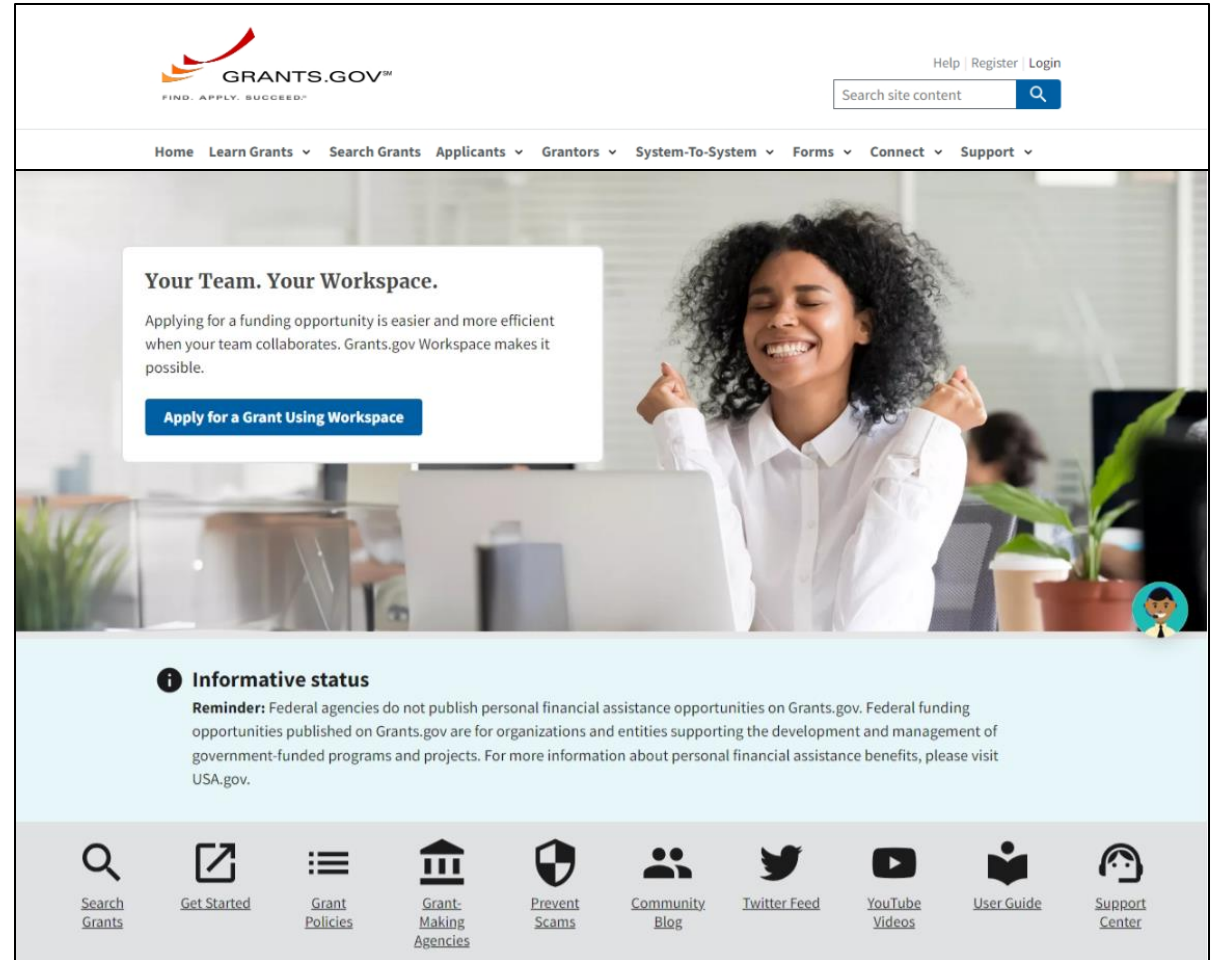 GRANTS.GOV℠
FIND. APPLY. SUCCEED.℠
Help | Register | Login
Search site content
Home Learn Grants Search Grants Applicants Grantors System-To-System Forms Connect Support
Your Team. Your Workspace.
Applying for a funding opportunity is easier and more efficient
when your team collaborates. Grants.gov Workspace makes it
possible.
Apply for a Grant Using Workspace
Informative status
Reminder: Federal agencies do not publish personal financial assistance opportunities on Grants.gov. Federal funding
opportunities published on Grants.gov are for organizations and entities supporting the development and management of
government-funded programs and projects. For more information about personal financial assistance benefits, please visit
USA.gov.
Search
Grants
Get Started
Grant
Policies
Grant-
Making
Agencies
Prevent
Scams
Community
Blog
Twitter Feed
YouTube
Videos
User Guide
Support
Center